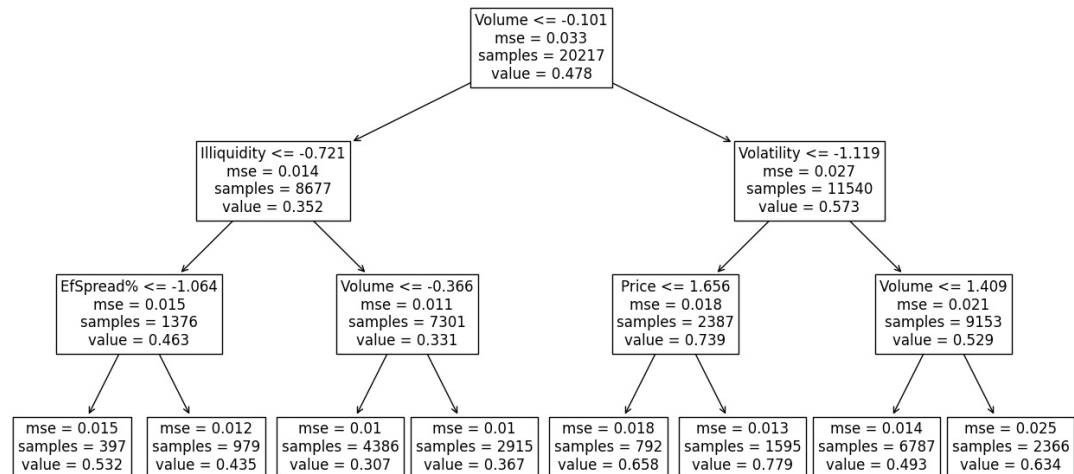 Volume <= -0.101
mse = 0.033
samples = 20217
value = 0.478
Illiquidity <= -0.721
mse = 0.014
samples = 8677
value = 0.352
Volatility <= -1.119
mse = 0.027
samples = 11540
value = 0.573
EfSpread% <= -1.064
mse = 0.015
samples = 1376
value = 0.463
Volume <= -0.366
mse = 0.011
samples = 7301
value = 0.331
Price <= 1.656
mse = 0.018
samples = 2387
value = 0.739
Volume <= 1.409
mse = 0.021
samples = 9153
value = 0.529
mse = 0.015
samples = 397
value = 0.532
mse = 0.012
samples = 979
value = 0.435
mse = 0.01
samples = 4386
value = 0.307
mse = 0.01
samples = 2915
value = 0.367
mse = 0.018
samples = 792
value = 0.658
mse = 0.013
samples = 1595
value = 0.779
mse = 0.014
samples = 6787
value = 0.493
mse = 0.025
samples = 2366
value = 0.634